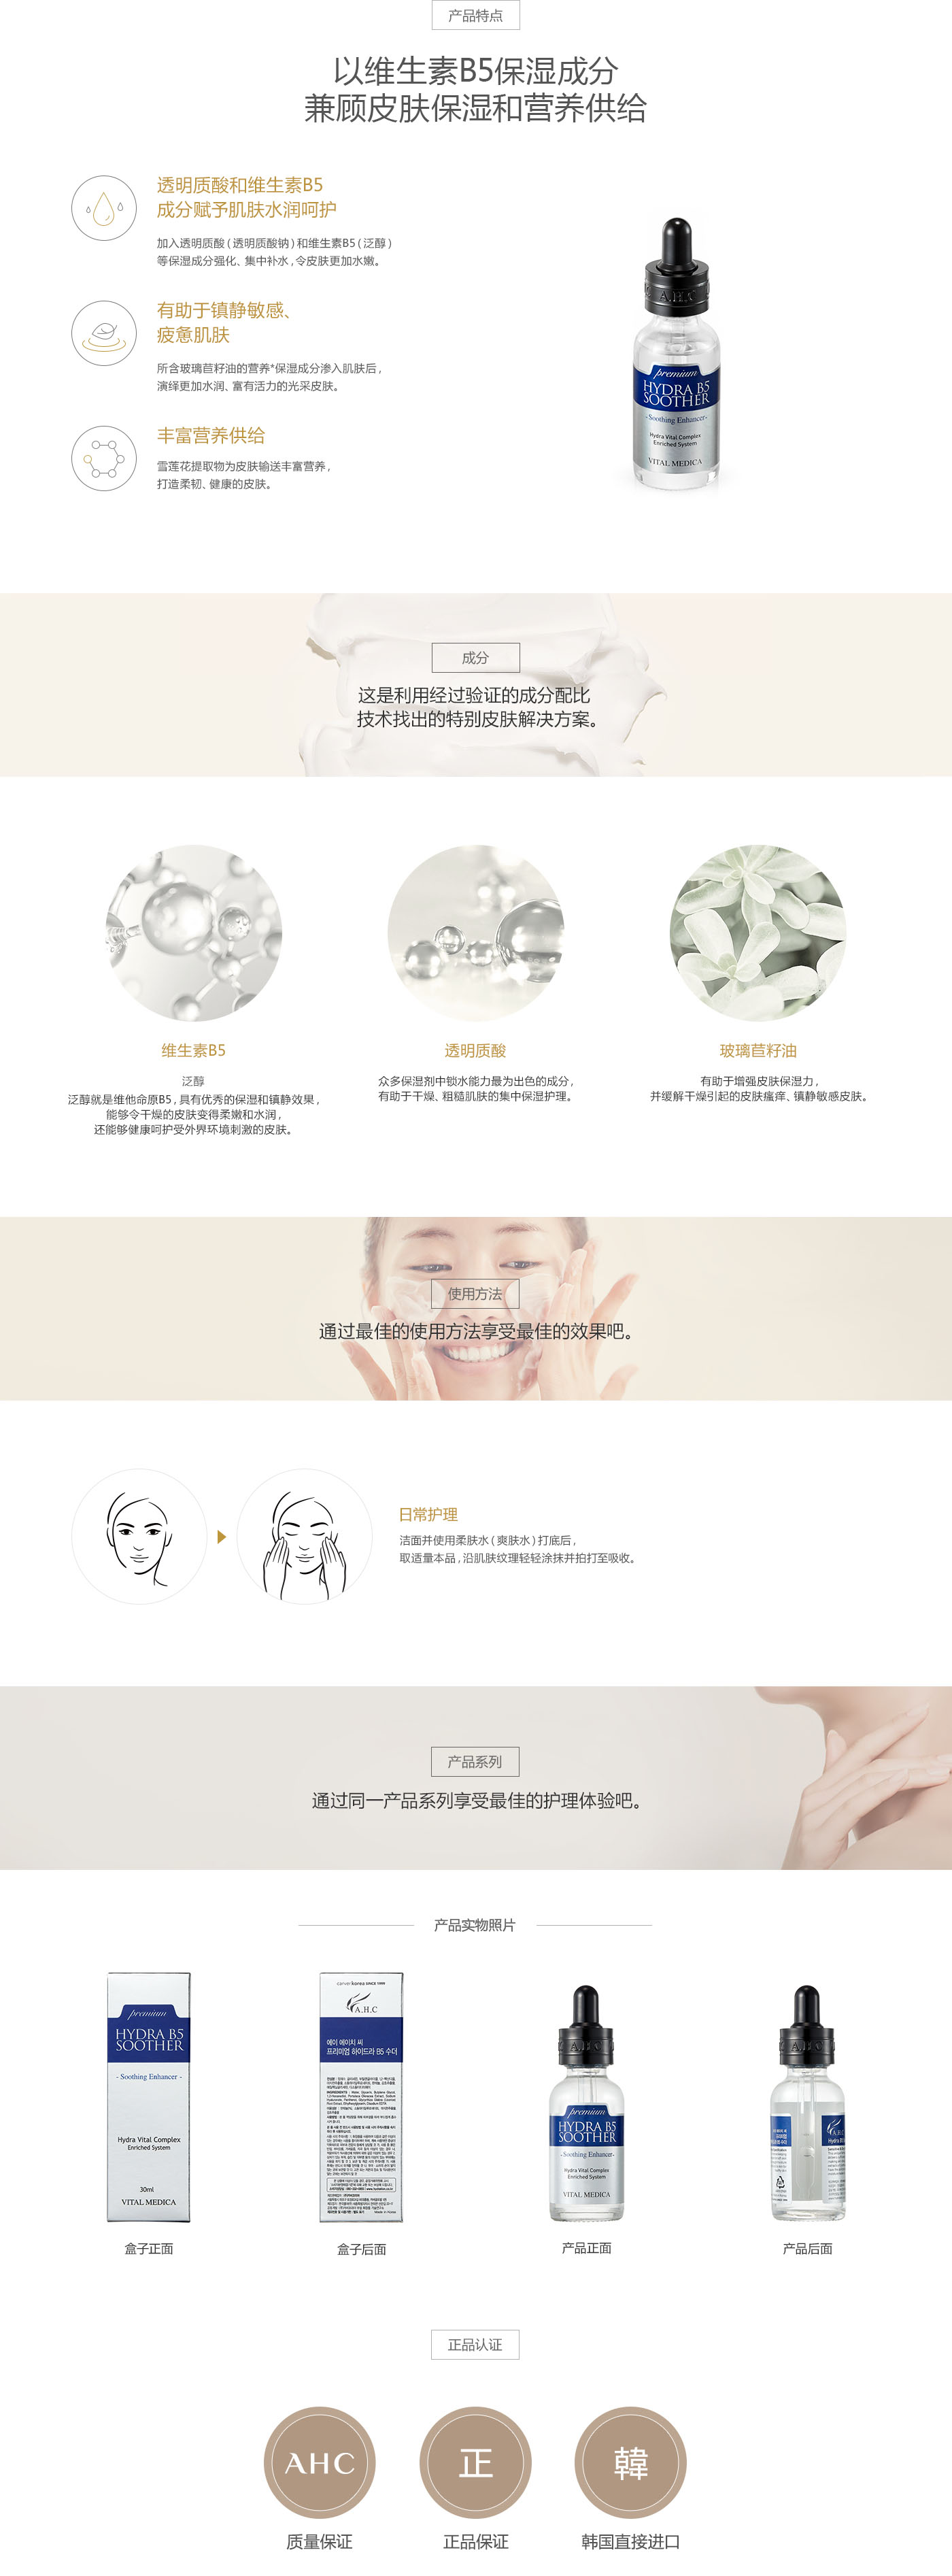 产品特点
以维生素B5保湿成分
兼顾皮肤保湿和营养供给
透明质酸和维生素B5
成分赋予肌肤水润呵护
加入透明质酸(透明质酸钠)和维生素B5(泛醇)
等保湿成分强化、集中补水,令皮肤更加水嫩。
有助于镇静敏感、
疲惫肌肤
所含玻璃苣籽油的营养*保湿成分渗入肌肤后,
演绎更加水润、富有活力的光采皮肤。
丰富营养供给
雪莲花提取物为皮肤输送丰富营养,
打造柔韧、健康的皮肤。
A.H.C
premium
HYDRA B5
SOOTHER
- Soothing Enhancer-
Hydra Vital Complex
Enriched System
VITAL MEDICA
成分
这是利用经过验证的成分配比
技术找出的特别皮肤解决方案。
维生素B5
泛醇
泛醇就是维他命原B5,具有优秀的保湿和镇静效果,
能够令干燥的皮肤变得柔嫩和水润,
还能够健康呵护受外界环境刺激的皮肤。
透明质酸
众多保湿剂中锁水能力最为出色的成分,
有助于干燥、粗糙肌肤的集中保湿护理。
玻璃苣籽油
有助于增强皮肤保湿力,
并缓解干燥引起的皮肤瘙痒、镇静敏感皮肤。
使用方法
通过最佳的使用方法享受最佳的效果吧。
日常护理
洁面并使用柔肤水(爽肤水)打底后,
取适量本品,沿肌肤纹理轻轻涂抹并拍打至吸收。
产品系列
通过同一产品系列享受最佳的护理体验吧。
产品实物照片
premium
HYDRA B5
SOOTHER
- Soothing Enhancer -
Hydra Vital Complex
Enriched System
30ml
VITAL MEDICA
盒子正面
carver korea SINCE 1999
A.H.C
에이 에이치 씨
프리미엄 하이드라 B5 수더
盒子后面
premium
HYDRA B5
SOOTHER
-Soothing Enhancer-
Hydra Vital Complex
Enriched System
VITAL MEDICA
产品正面
产品后面
正品认证
AHC
质量保证
正
正品保证
韓
韩国直接进口